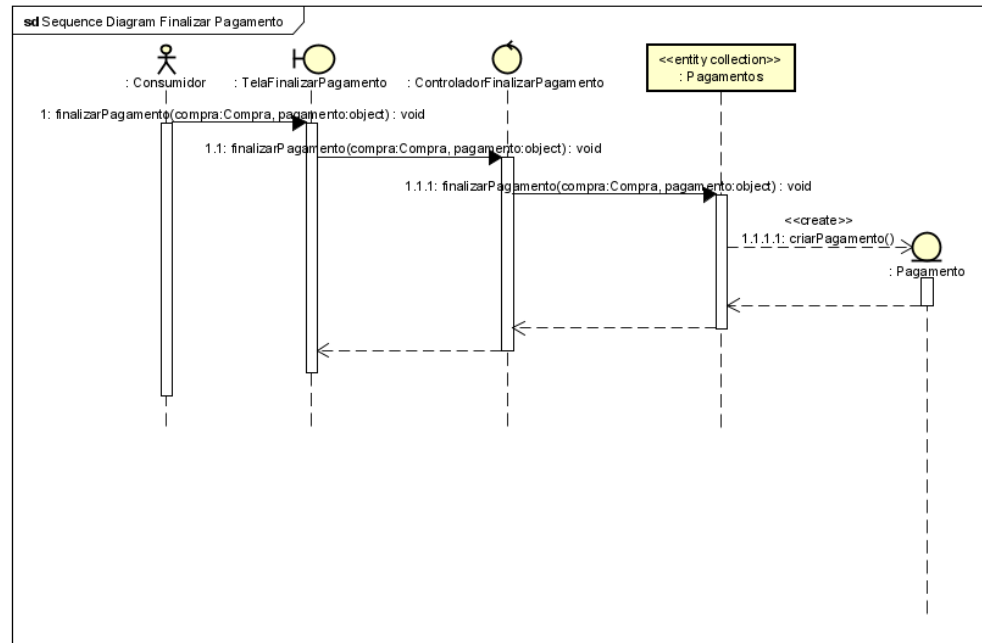 sd Sequence Diagram Finalizar Pagamento
: Consumidor
: TelaFinalizarPagamento
: ControladorFinalizarPagamento
<<entity collection>>
: Pagamentos
1: finalizarPagamento(compra:Compra, pagamento:object) : void
1.1: finalizarPagamento(compra:Compra, pagamento:object) : void
1.1.1: finalizarPagamento(compra:Compra, pagamento:object) : void
<<create>>
1.1.1.1: criarPagamento()
: Pagamento